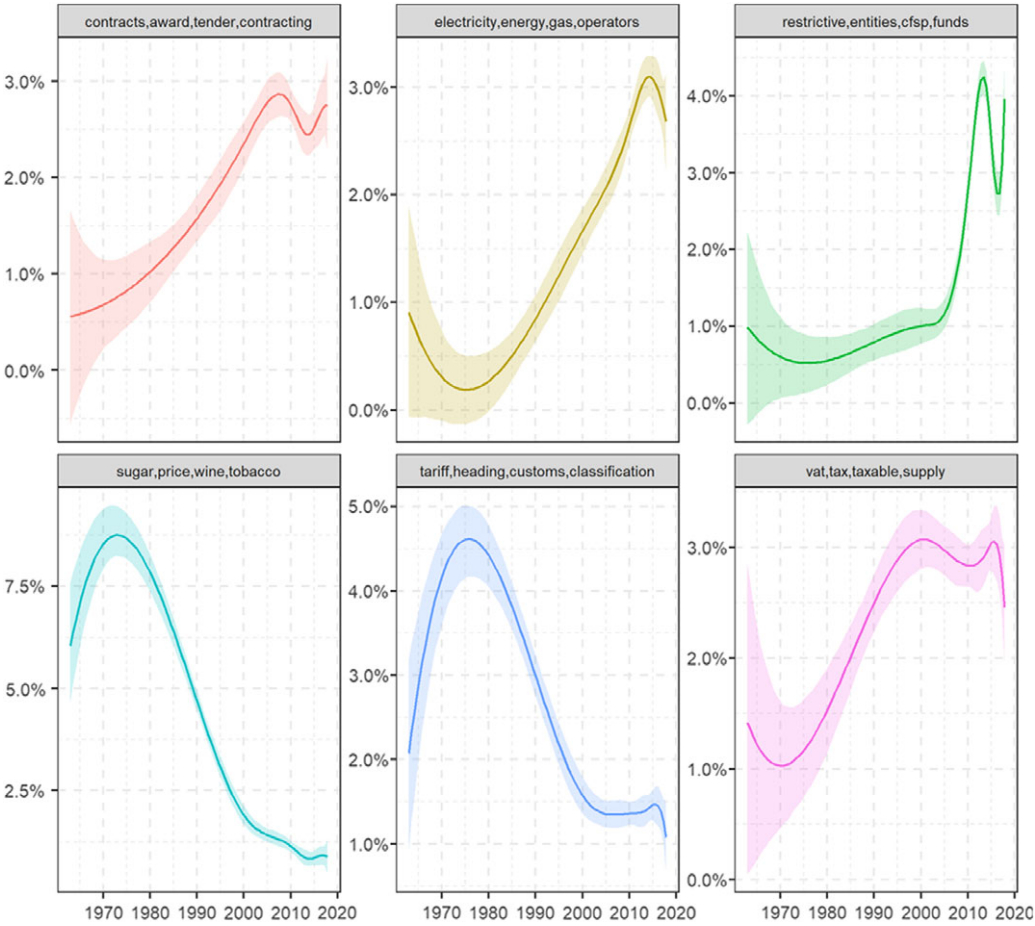 contracts,award,tender,contracting
electricity,energy,gas,operators
restrictive,entities,cfsp,funds
3.0%
2.0%
1.0%
0.0%
3.0%
2.0%
1.0%
0.0%
4.0%
3.0%
2.0%
1.0%
0.0%
sugar,price,wine,tobacco
tariff,heading,customs,classification
vat,tax,taxable,supply
7.5%
5.0%
2.5%
5.0%
4.0%
3.0%
2.0%
1.0%
3.0%
2.0%
1.0%
0.0%
1970 1980 1990 2000 2010 2020
1970 1980 1990 2000 2010 2020
1970 1980 1990 2000 2010 2020